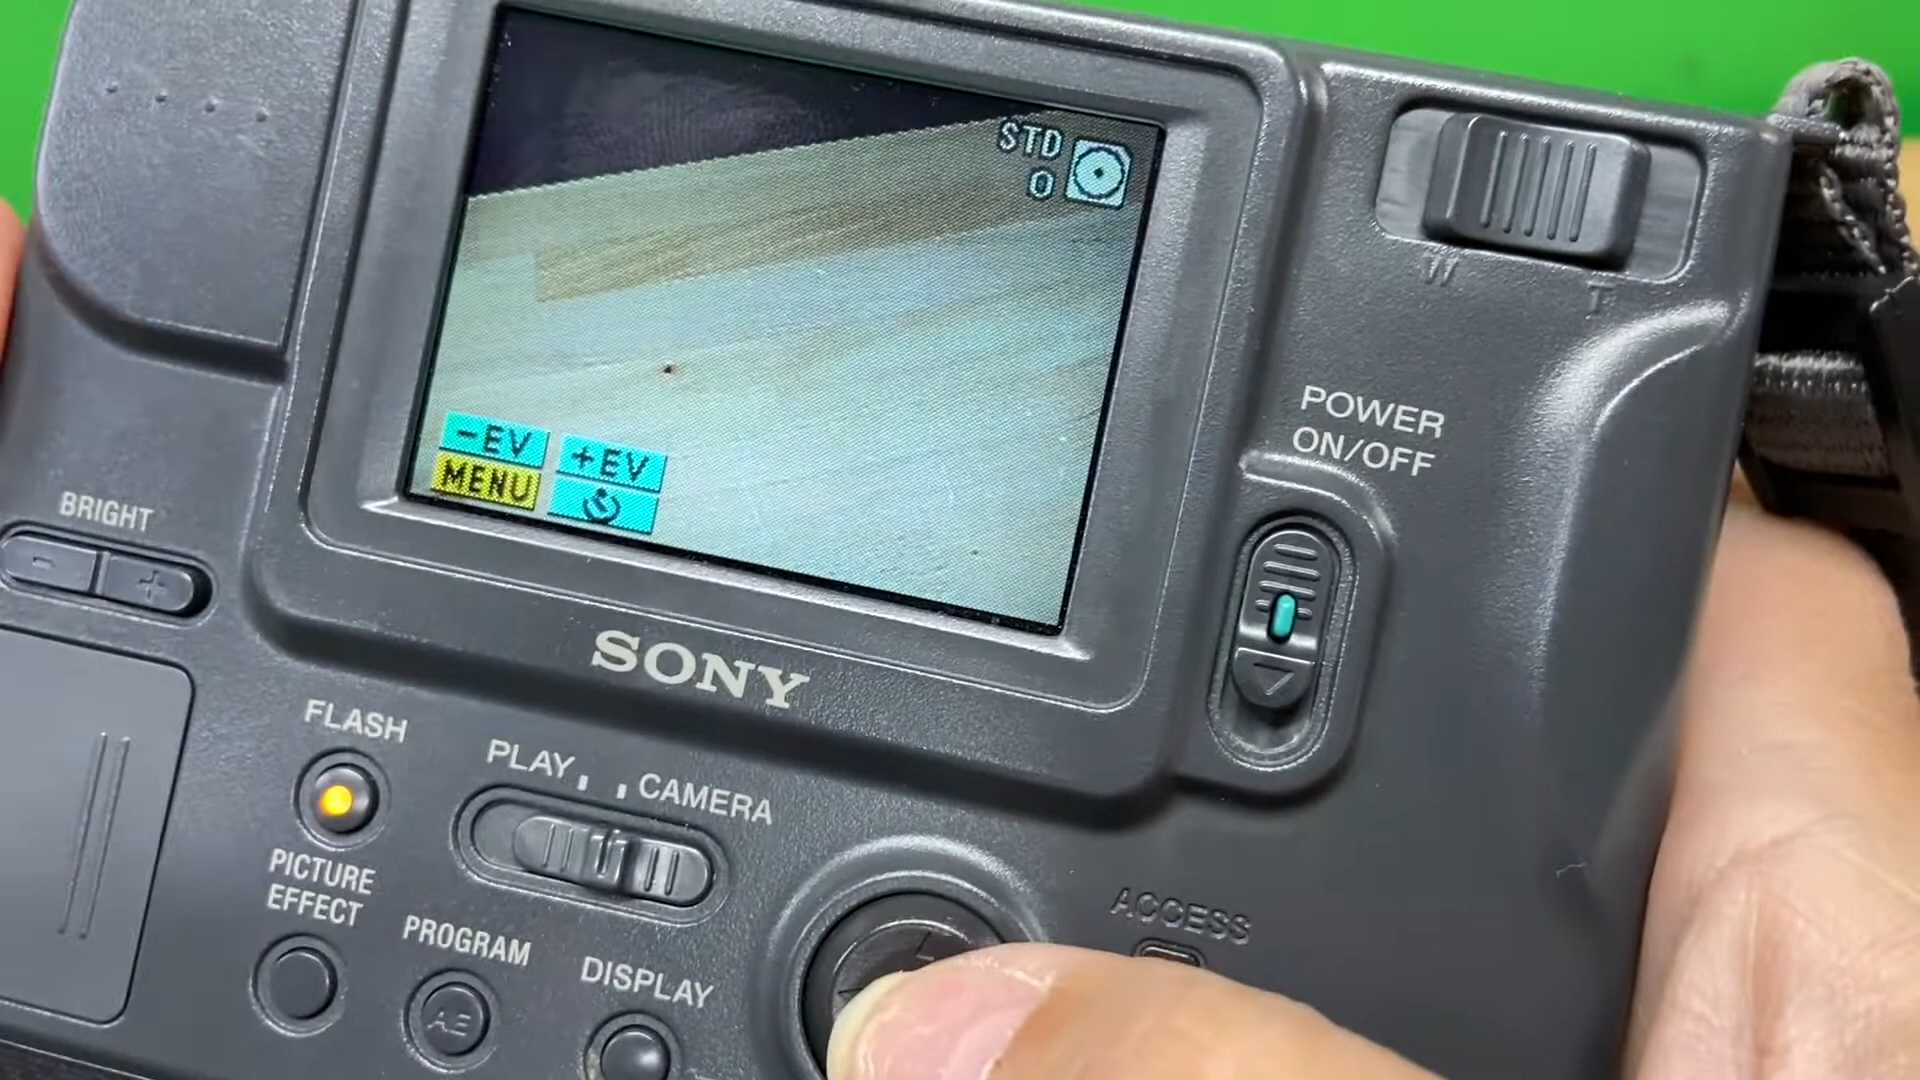 STD
0
-EV
+EV
MENU
W
T
POWER
ON/OFF
BRIGHT
- +
SONY
FLASH
PLAY
CAMERA
PICTURE
EFFECT
PROGRAM
AE
DISPLAY
ACCESS